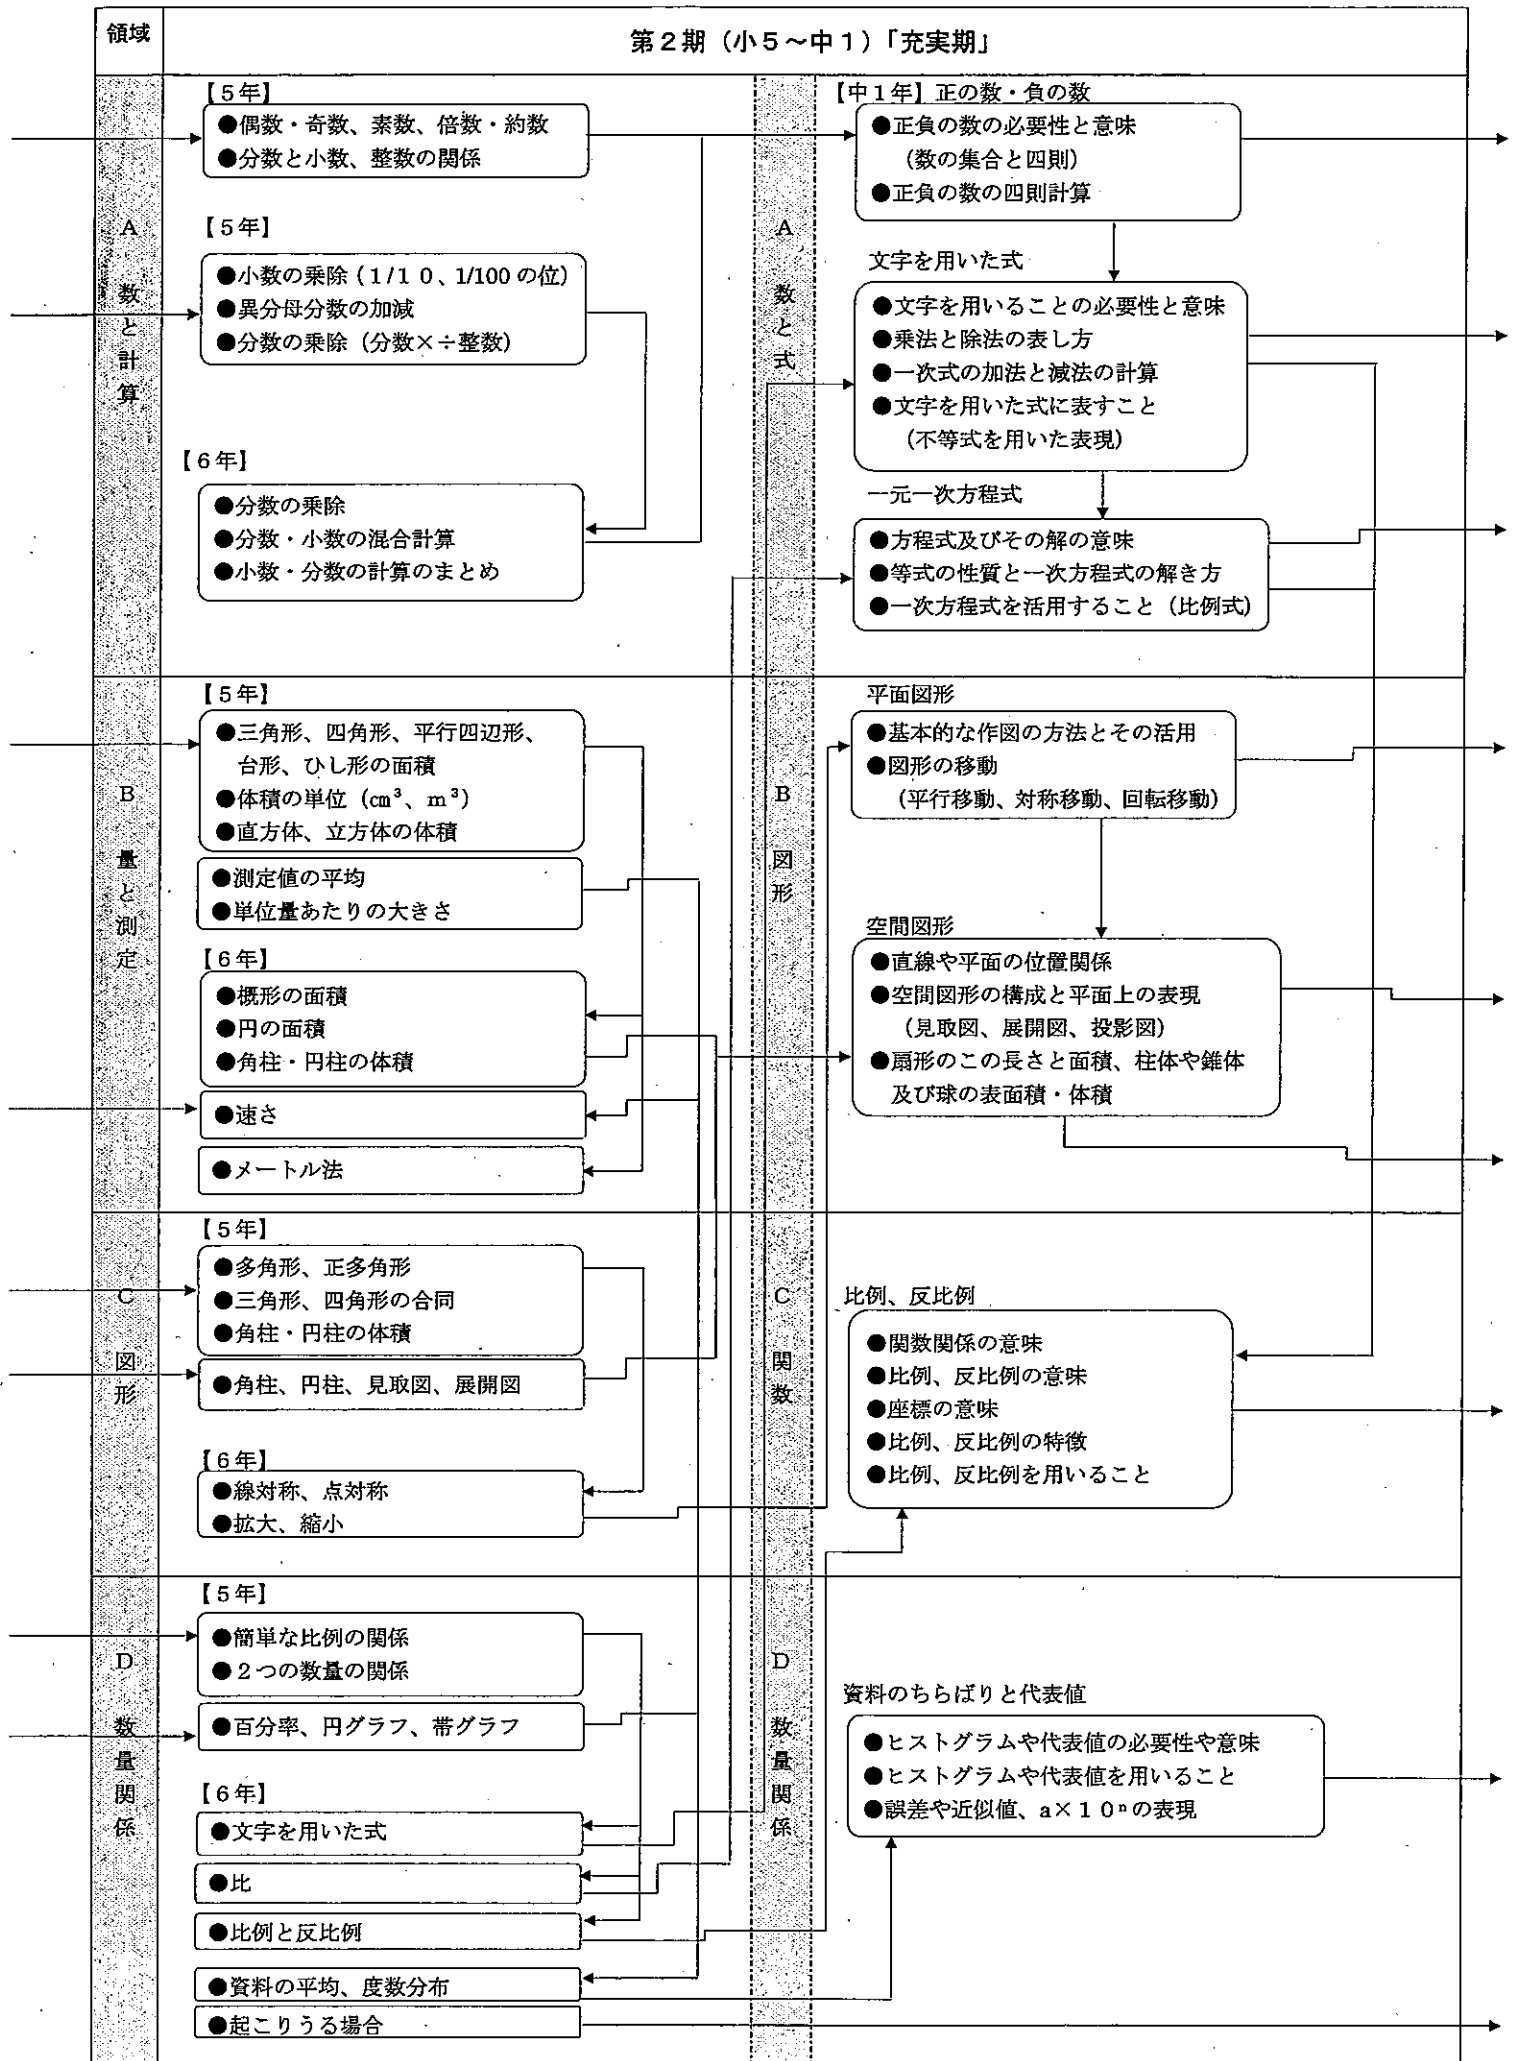 領域
第２期（小５～中１）「充実期」
A 数と計算
【５年】
●偶数・奇数、素数、倍数・約数
●分数と小数、整数の関係
【５年】
●小数の乗除（1/1０、1/100の位）
●異分母分数の加減
●分数の乗除（分数×÷整数）
【６年】
●分数の乗除
●分数・小数の混合計算
●小数・分数の計算のまとめ
A 数と式
【中１年】正の数・負の数
●正負の数の必要性と意味
（数の集合と四則）
●正負の数の四則計算
文字を用いた式
●文字を用いることの必要性と意味
●乗法と除法の表し方
●一次式の加法と減法の計算
●文字を用いた式に表すこと
（不等式を用いた表現）
一元一次方程式
●方程式及びその解の意味
●等式の性質と一次方程式の解き方
●一次方程式を活用すること（比例式）
B 量と測定
【５年】
●三角形、四角形、平行四辺形、
台形、ひし形の面積
●体積の単位（㎝³、ｍ³）
●直方体、立方体の体積
●測定値の平均
●単位量あたりの大きさ
【６年】
●概形の面積
●円の面積
●角柱・円柱の体積
●速さ
●メートル法
B 図形
平面図形
●基本的な作図の方法とその活用
●図形の移動
（平行移動、対称移動、回転移動）
空間図形
●直線や平面の位置関係
●空間図形の構成と平面上の表現
（見取図、展開図、投影図）
●扇形のこの長さと面積、柱体や錐体
及び球の表面積・体積
C 図形
【５年】
●多角形、正多角形
●三角形、四角形の合同
●角柱・円柱の体積
●角柱、円柱、見取図、展開図
【６年】
●線対称、点対称
●拡大、縮小
C 関数
比例、反比例
●関数関係の意味
●比例、反比例の意味
●座標の意味
●比例、反比例の特徴
●比例、反比例を用いること
D 数量関係
【５年】
●簡単な比例の関係
●２つの数量の関係
●百分率、円グラフ、帯グラフ
【６年】
●文字を用いた式
●比
●比例と反比例
●資料の平均、度数分布
●起こりうる場合
D 数量関係
資料のちらばりと代表値
●ヒストグラムや代表値の必要性や意味
●ヒストグラムや代表値を用いること
●誤差や近似値、a×１０ⁿの表現